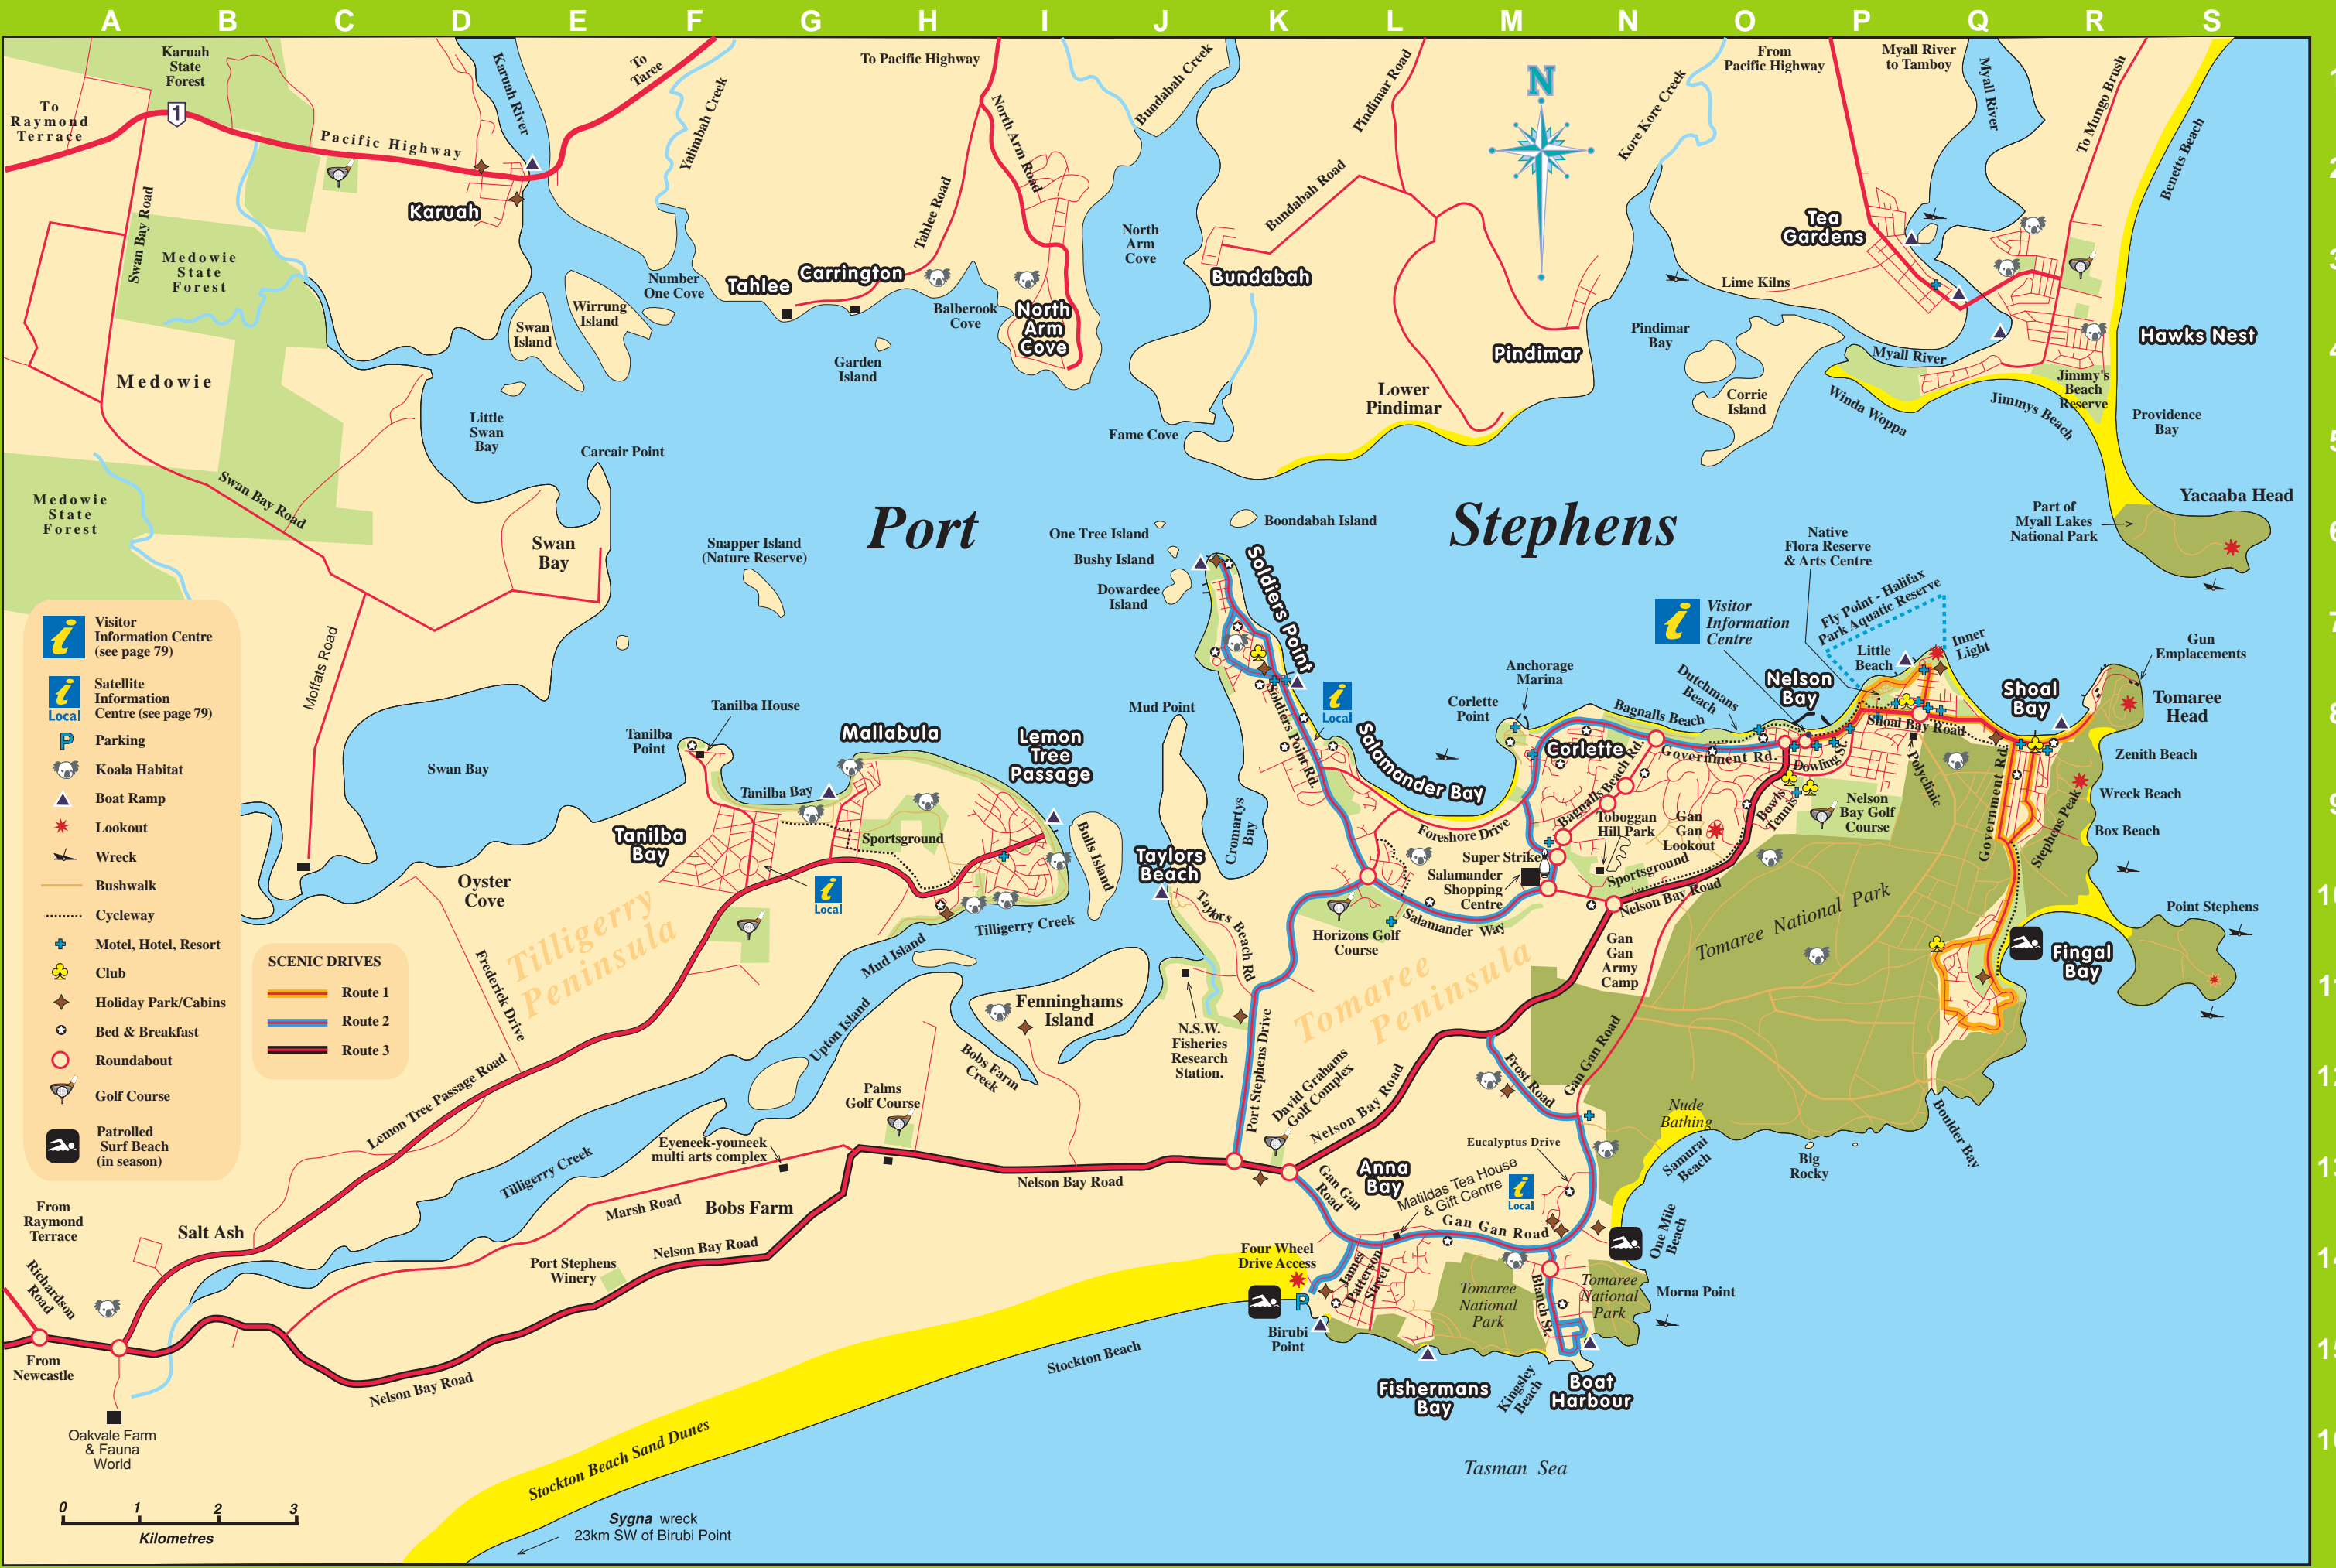 A B C D E F G H I J K L M N O P Q R S
Karuah
State
Forest
To
Raymond
Terrace
1
Pacific Highway
Karuah River
To
Taree
Yalimbah Creek
To Pacific Highway
North Arm Road
Tahlee Road
Bundabah Creek
Pindimar Road
Bundabah Road
N
Kore Kore Creek
From
Pacific Highway
Myall River
to Tamboy
Myall River
To Mungo Brush
Benetts Beach
2
Karuah
Swan Bay Road
Medowie
State
Forest
Number
One Cove
Wirrung
Island
Swan
Island
Tahlee
Carrington
Balberook
Cove
North
Arm
Cove
North
Arm
Cove
Garden
Island
Bundabah
Pindimar
Lower
Pindimar
Pindimar
Bay
Lime Kilns
Tea
Gardens
3
Hawks Nest
Myall River
4
Jimmy's
Beach
Reserve
Corrie
Island
Winda Woppa
Jimmys Beach
Providence
Bay
Medowie
Little
Swan
Bay
Carcair Point
Fame Cove
Swan Bay Road
Medowie
State
Forest
Swan
Bay
Port Stephens
Snapper Island
(Nature Reserve)
One Tree Island
Boondabah Island
Bushy Island
Dowardee
Island
Soldiers Point
Yacaaba Head
Part of
Myall Lakes
National Park
Native
Flora Reserve
& Arts Centre
Fly Point - Halifax
Park Aquatic Reserve
Visitor
Information
Centre
Little
Beach
Inner
Light
Gun
Emplacements
Tomaree
Head
Visitor
Information Centre
(see page 79)
Satellite
Information
Centre (see page 79)
Local
P
Parking
Koala Habitat
Boat Ramp
Lookout
Wreck
Bushwalk
Cycleway
Motel, Hotel, Resort
Club
Holiday Park/Cabins
Bed & Breakfast
Roundabout
Golf Course
Patrolled
Surf Beach
(in season)
SCENIC DRIVES
Route 1
Route 2
Route 3
Moffats Road
Swan Bay
Tanilba House
Tanilba
Point
Mallabula
Lemon
Tree
Passage
Tanilba Bay
Tanilba
Bay
Sportsground
Local
Bulls Island
Mud Point
Taylors
Beach
Cromartys
Bay
Soldiers Point Rd.
Local
Salamander Bay
Anchorage
Marina
Corlette
Point
Corlette
Bagnalls Beach
Dutchmans
Beach
Nelson
Bay
Bagnalls Beach Rd.
Government Rd.
Dowling St.
Shoal Bay Road
Shoal
Bay
Polyclinic
Government Rd.
Zenith Beach
Wreck Beach
Stephens Peak
Box Beach
Foreshore Drive
Toboggan
Hill Park
Gan
Gan
Lookout
Bowls
Tennis
Nelson
Bay Golf
Course
Super Strike
Salamander
Shopping
Centre
Sportsground
Nelson Bay Road
Salamander Way
Horizons Golf
Course
Gan
Gan
Army
Camp
Tomaree National Park
Point Stephens
Fingal
Bay
Oyster
Cove
Tilligerry
Peninsula
Frederick Drive
Tilligerry Creek
Mud Island
Upton Island
Fenninghams
Island
Bobs Farm
Creek
Taylors Beach Rd
N.S.W.
Fisheries
Research
Station.
Port Stephens Drive
Tomaree
Peninsula
David Grahams
Golf Complex
Nelson Bay Road
Frost Road
Gan Gan Road
Nude
Bathing
Samurai
Beach
Big
Rocky
Boulder Bay
Lemon Tree Passage Road
Palms
Golf Course
Eyeneek-youneek
multi arts complex
Tilligerry Creek
Marsh Road
Bobs Farm
Nelson Bay Road
Gan Gan
Road
Anna
Bay
Eucalyptus Drive
Matildas Tea House
& Gift Centre
Local
Gan Gan Road
One Mile
Beach
From
Raymond
Terrace
Salt Ash
Richardson
Road
Port Stephens
Winery
Nelson Bay Road
Four Wheel
Drive Access
P
James
Patterson
Street
Tomaree
National
Park
Blanch St.
Tomaree
National
Park
Morna Point
Birubi
Point
From
Newcastle
Nelson Bay Road
Stockton Beach
Fishermans
Bay
Kingsley
Beach
Boat
Harbour
Oakvale Farm
& Fauna
World
Stockton Beach Sand Dunes
Tasman Sea
0 1 2 3
Kilometres
Sygna wreck
23km SW of Birubi Point